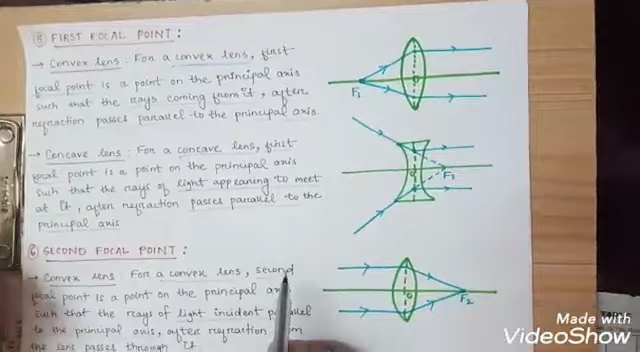 ⑤ FIRST FOCAL POINT :
→ Convex lens : For a convex lens, first
focal point is a point on the principal axis
such that the rays coming from it, after
refraction passes parallel to the principal axis.
F₁
O
→ Concave lens : For a concave lens, first
focal point is a point on the principal axis
such that the rays of light appearing to meet
at it, after refraction passes parallel to the
principal axis
O
F₁
⑥ SECOND FOCAL POINT :
→ Convex lens : For a convex lens, second
focal point is a point on the principal
such that the rays of light incident parallel
to the principal axis, after refraction from
the lens passes through it.
O
F₂
Made with
VideoShow